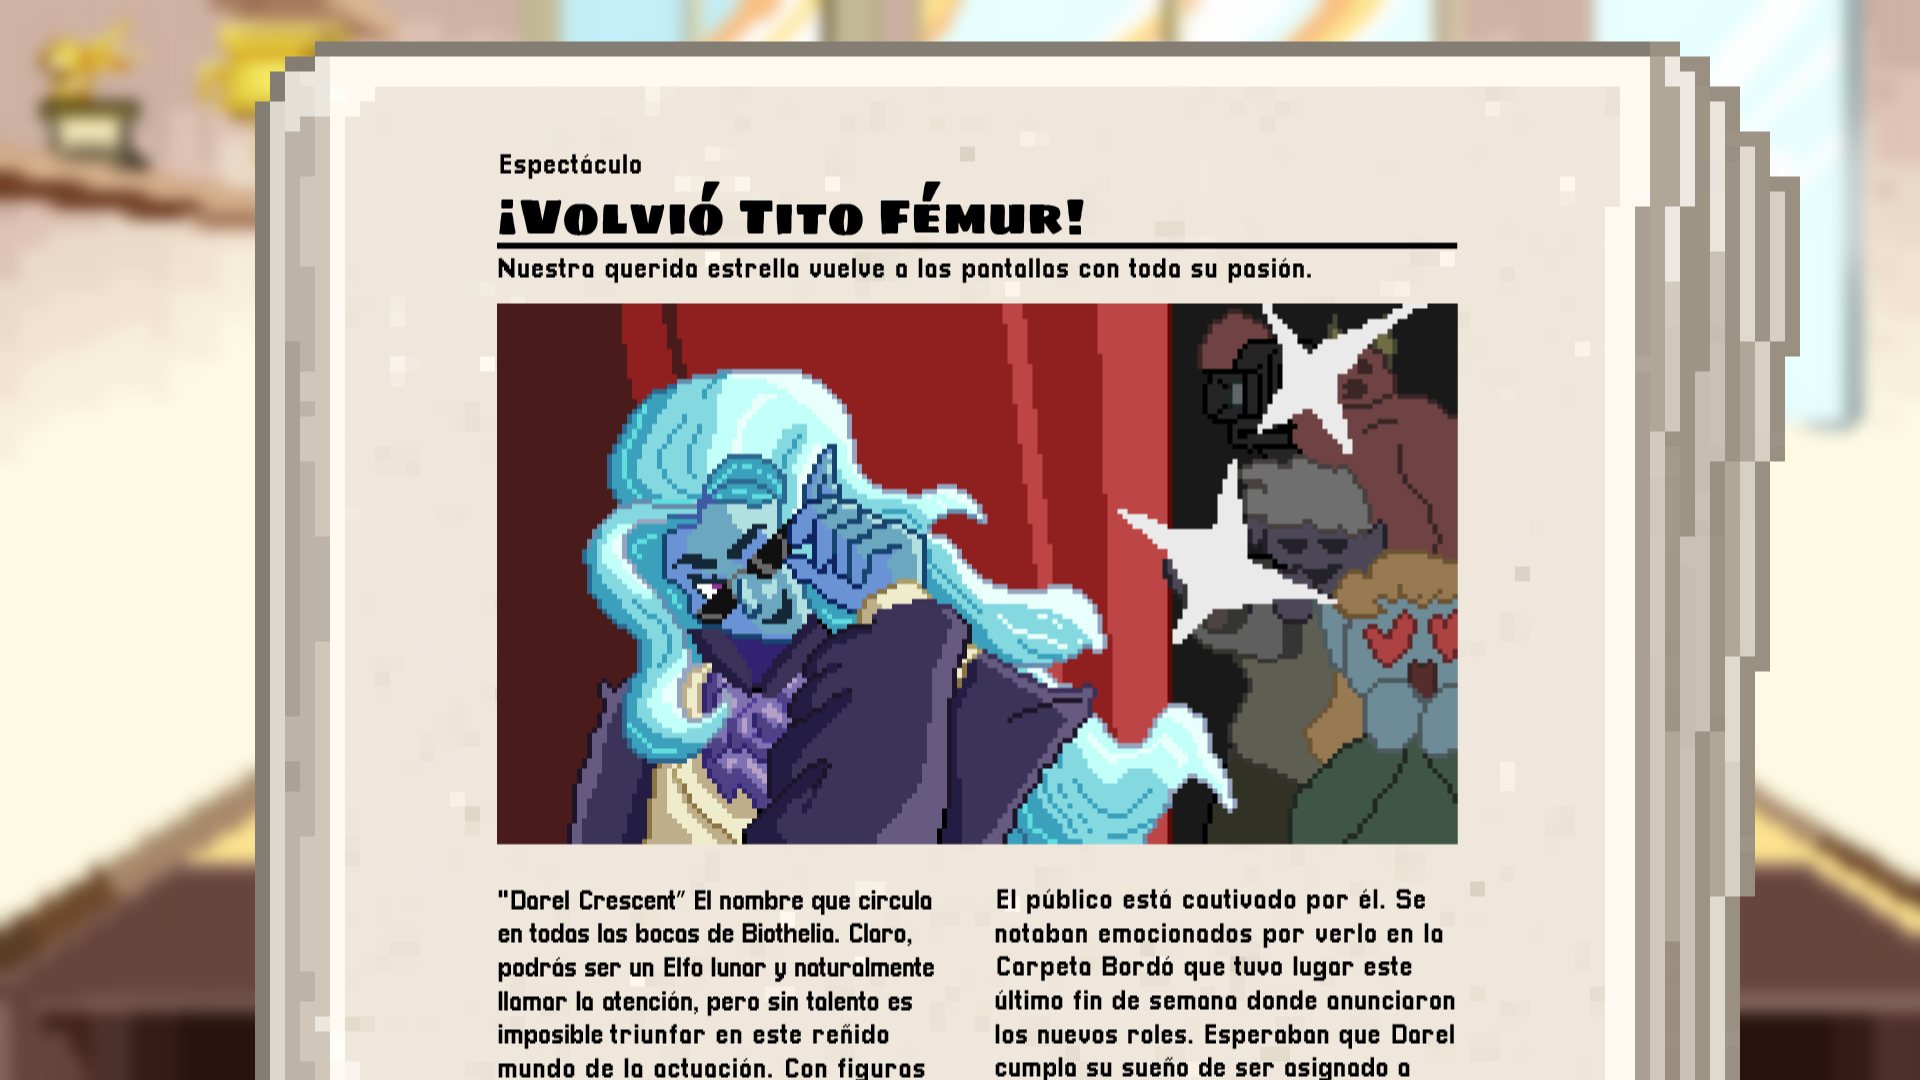 Espectáculo
¡Volvió Tito Fémur!
Nuestra querida estrella vuelve a las pantallas con toda su pasión.
"Darel Crescent" El nombre que circula
en todas las bocas de Biothelia. Claro,
podrás ser un Elfo lunar y naturalmente
llamar la atención, pero sin talento es
imposible triunfar en este reñido
mundo de la actuación. Con figuras
El público está cautivado por él. Se
notaban emocionados por verlo en la
Carpeta Bordó que tuvo lugar este
último fin de semana donde anunciaron
los nuevos roles. Esperaban que Darel
cumpla su sueño de ser asignado a